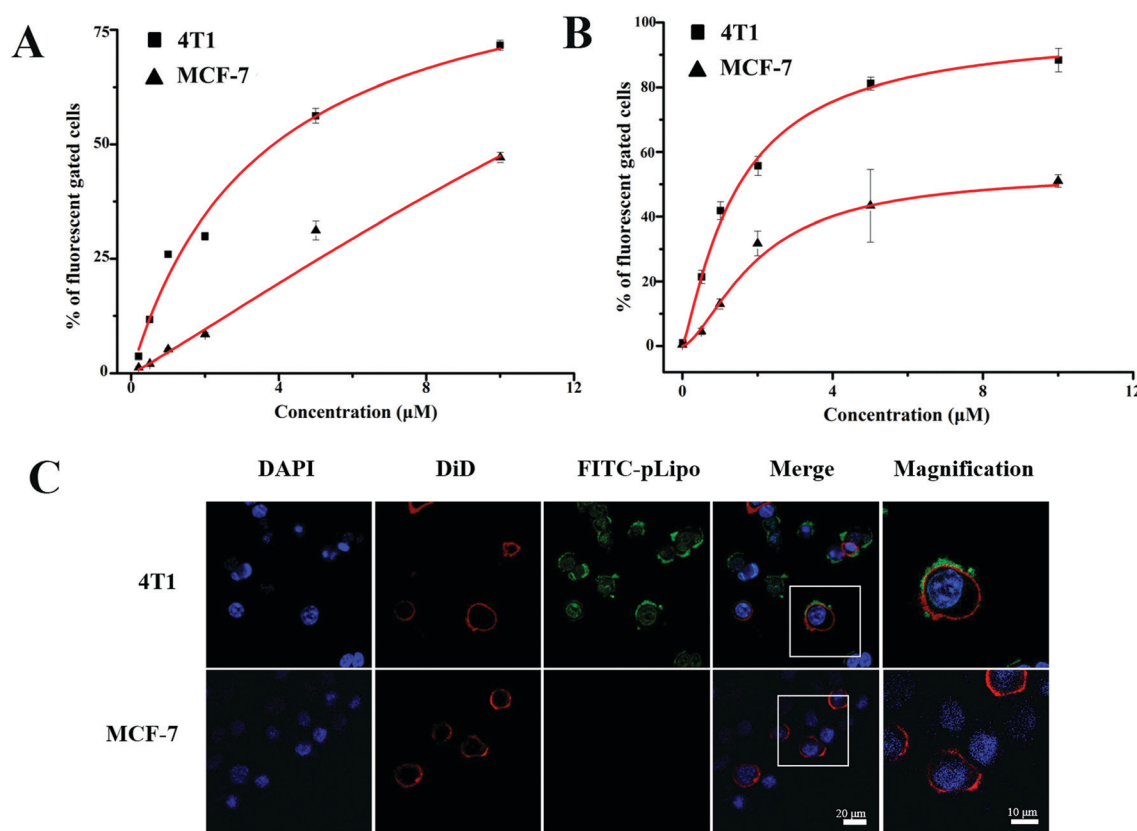 A
4T1
MCF-7
% of fluorescent gated cells
75
50
25
0
0
4
8
12
Concentration (μM)
B
4T1
MCF-7
% of fluorescent gated cells
100
80
60
40
20
0
0
4
8
12
Concentration (μM)
C
DAPI DiD FITC-pLipo Merge Magnification
4T1
MCF-7
20 μm
10 μm